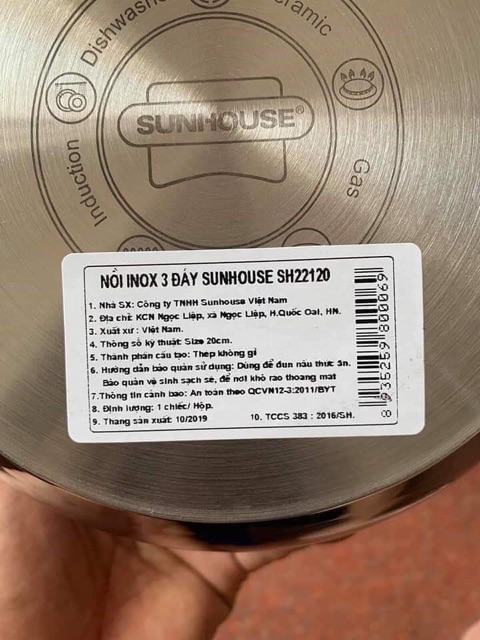 Dishwasher
Ceramic
Induction
SUNHOUSE®
Gas
NỒI INOX 3 ĐÁY SUNHOUSE SH22120
1. Nhà SX: Công ty TNHH Sunhouse Việt Nam
2. Địa chỉ: KCN Ngọc Liệp, xã Ngọc Liệp, H.Quốc Oai, HN.
3. Xuất xứ : Việt Nam.
4. Thông số kỹ thuật: Size 20cm.
5. Thành phần cấu tạo: Thép không gỉ
6. Hướng dẫn bảo quản sử dụng: Dùng để đun nấu thức ăn.
Bảo quản vệ sinh sạch sẽ, để nơi khô ráo thoáng mát
7.Thông tin cảnh báo: An toàn theo QCVN12-3:2011/BYT
8. Định lượng: 1 chiếc/ Hộp.
9. Tháng sản xuất: 10/2019
10. TCCS 383 : 2016/SH.
8935259800069